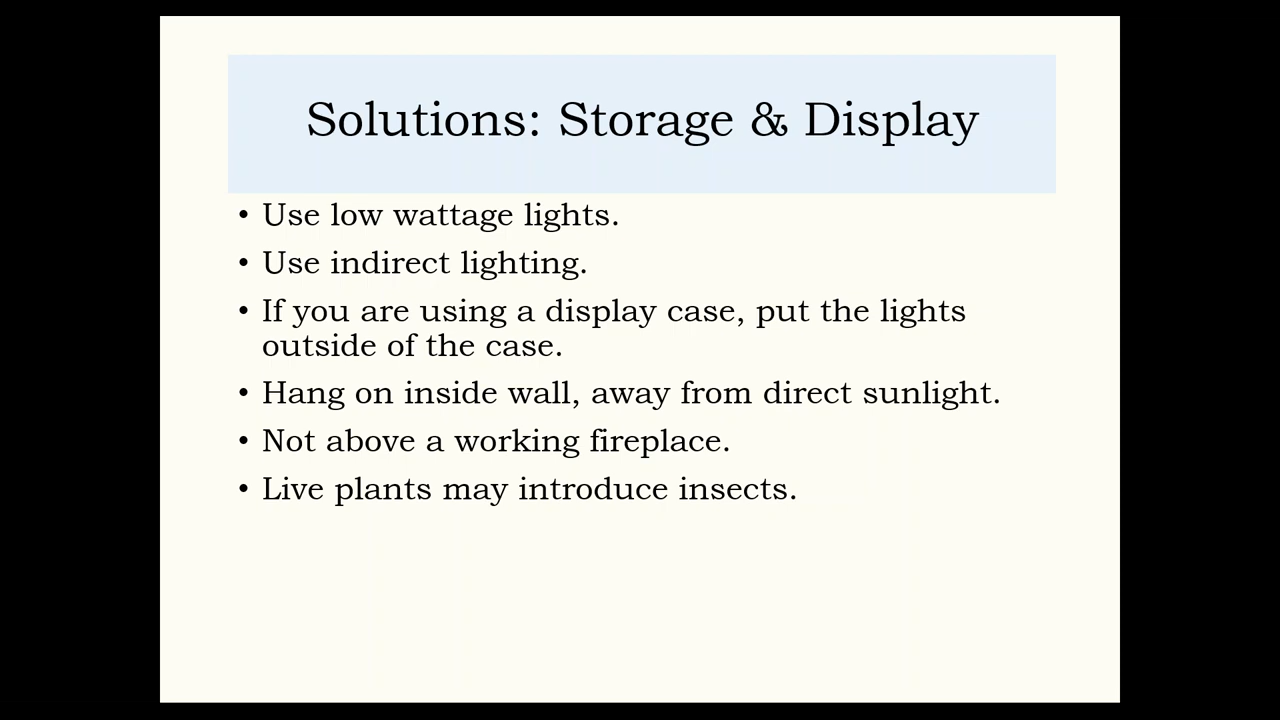 Solutions: Storage & Display
• Use low wattage lights.
• Use indirect lighting.
• If you are using a display case, put the lights
outside of the case.
• Hang on inside wall, away from direct sunlight.
• Not above a working fireplace.
• Live plants may introduce insects.